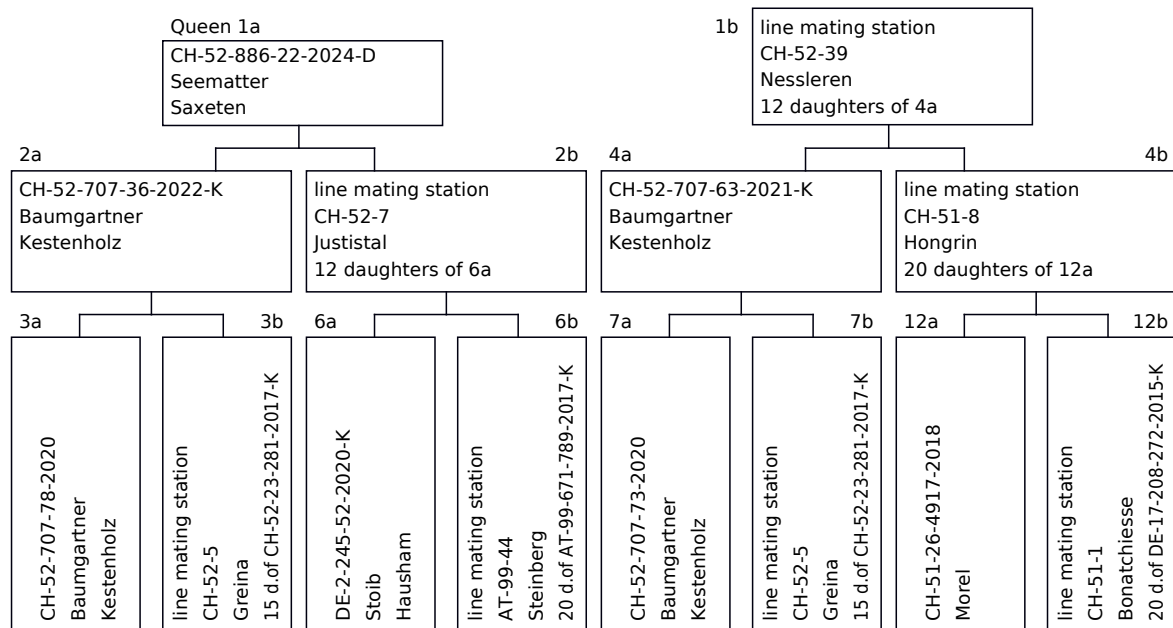 Queen 1a
CH-52-886-22-2024-D
Seematter
Saxeten
1b
line mating station
CH-52-39
Nessleren
12 daughters of 4a
2a
CH-52-707-36-2022-K
Baumgartner
Kestenholz
2b
line mating station
CH-52-7
Justistal
12 daughters of 6a
4a
CH-52-707-63-2021-K
Baumgartner
Kestenholz
4b
line mating station
CH-51-8
Hongrin
20 daughters of 12a
3a
CH-52-707-78-2020
Baumgartner
Kestenholz
3b
line mating station
CH-52-5
Greina
15 d.of CH-52-23-281-2017-K
6a
DE-2-245-52-2020-K
Stoib
Hausham
6b
line mating station
AT-99-44
Steinberg
20 d.of AT-99-671-789-2017-K
7a
CH-52-707-73-2020
Baumgartner
Kestenholz
7b
line mating station
CH-52-5
Greina
15 d.of CH-52-23-281-2017-K
12a
CH-51-26-4917-2018
Morel
12b
line mating station
CH-51-1
Bonatchiesse
20 d.of DE-17-208-272-2015-K